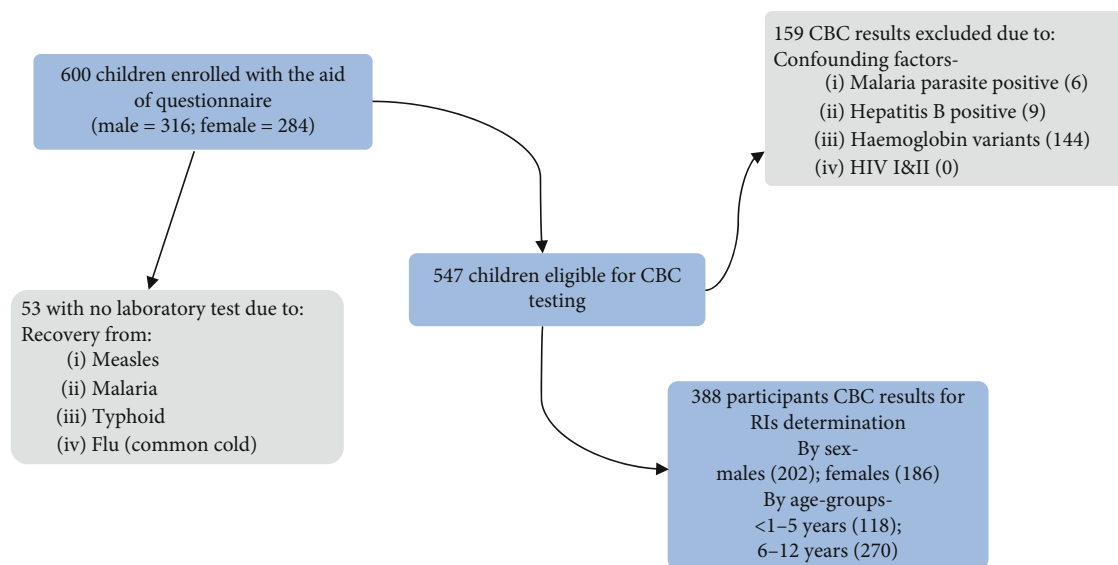 600 children enrolled with the aid
of questionnaire
(male = 316; female = 284)
159 CBC results excluded due to:
Confounding factors-
(i) Malaria parasite positive (6)
(ii) Hepatitis B positive (9)
(iii) Haemoglobin variants (144)
(iv) HIV I&II (0)
547 children eligible for CBC
testing
53 with no laboratory test due to:
Recovery from:
(i) Measles
(ii) Malaria
(iii) Typhoid
(iv) Flu (common cold)
388 participants CBC results for
RIs determination
By sex-
males (202); females (186)
By age-groups-
<1–5 years (118);
6–12 years (270)